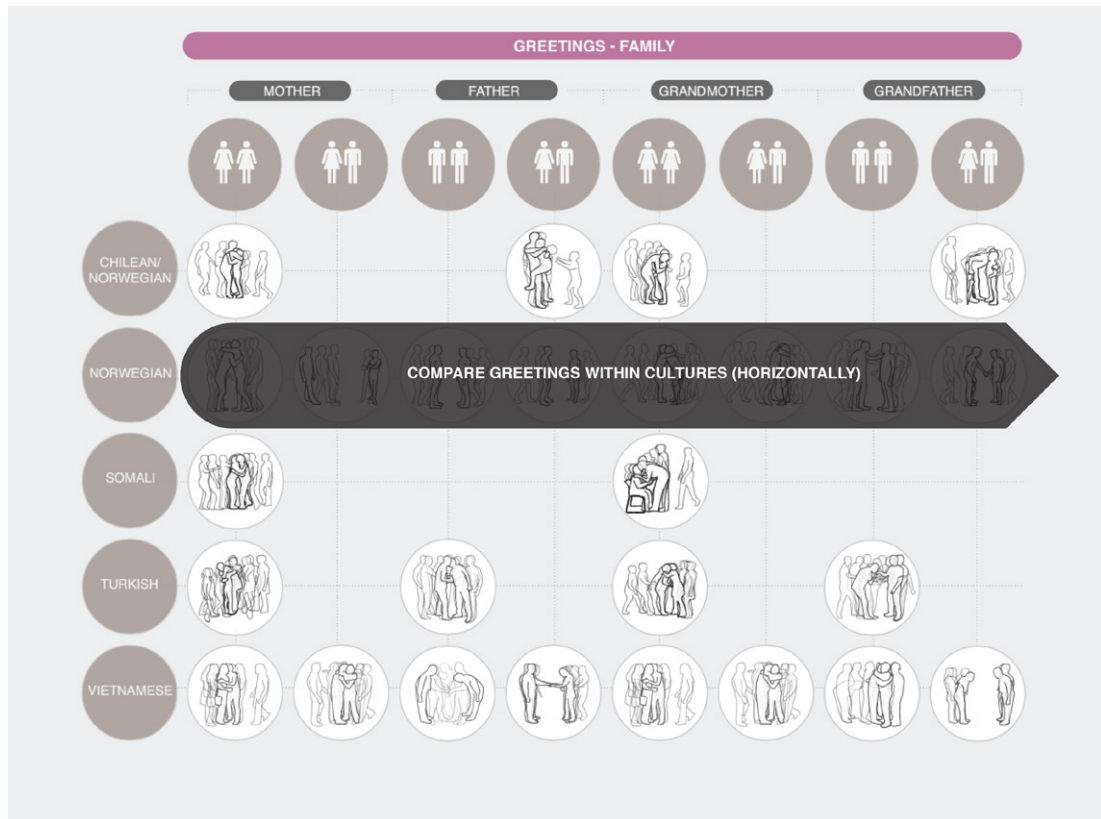 GREETINGS - FAMILY
MOTHER
FATHER
GRANDMOTHER
GRANDFATHER
CHILEAN/
NORWEGIAN
NORWEGIAN
COMPARE GREETINGS WITHIN CULTURES (HORIZONTALLY)
SOMALI
TURKISH
VIETNAMESE